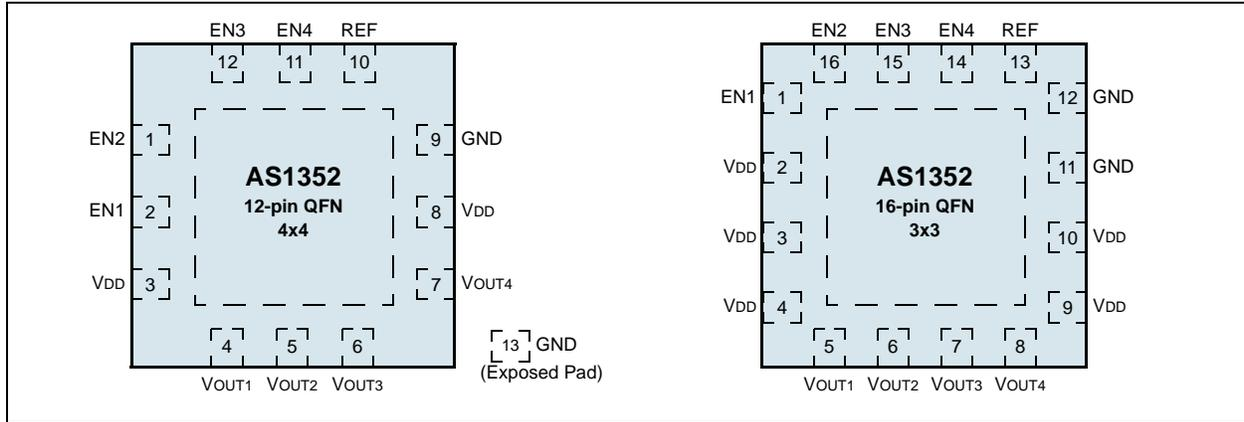 EN3 EN4 REF
12 11 10
EN2 1 9 GND
AS1352
12-pin QFN
4x4
EN1 2 8 VDD
VDD 3 7 VOUT4
4 5 6
VOUT1 VOUT2 VOUT3
13 GND
(Exposed Pad)
EN2 EN3 EN4 REF
16 15 14 13
EN1 1 12 GND
VDD 2 11 GND
AS1352
16-pin QFN
3x3
VDD 3 10 VDD
VDD 4 9 VDD
5 6 7 8
VOUT1 VOUT2 VOUT3 VOUT4